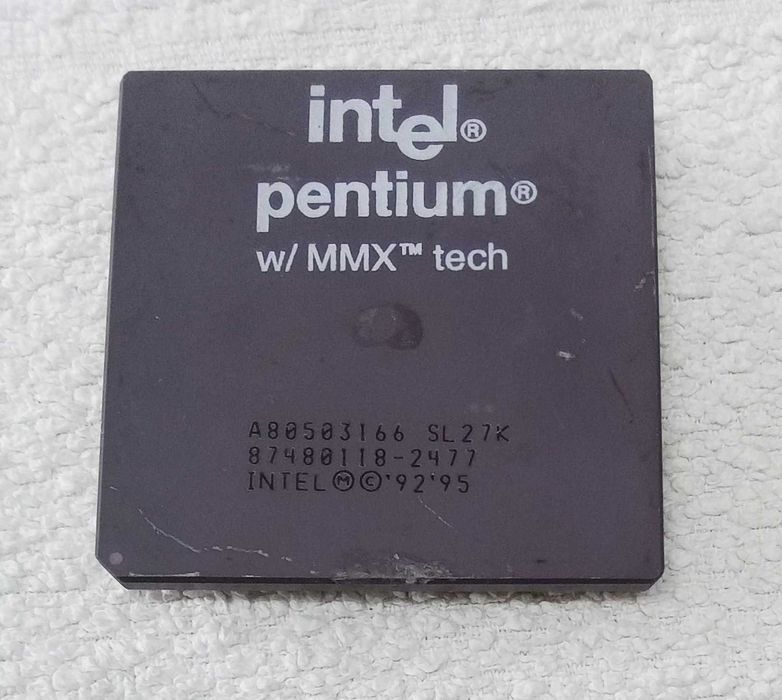 intel®
pentium®
w/ MMX™ tech
A80503166 SL27K
87480118-2477
INTEL Ⓜ©'92'95